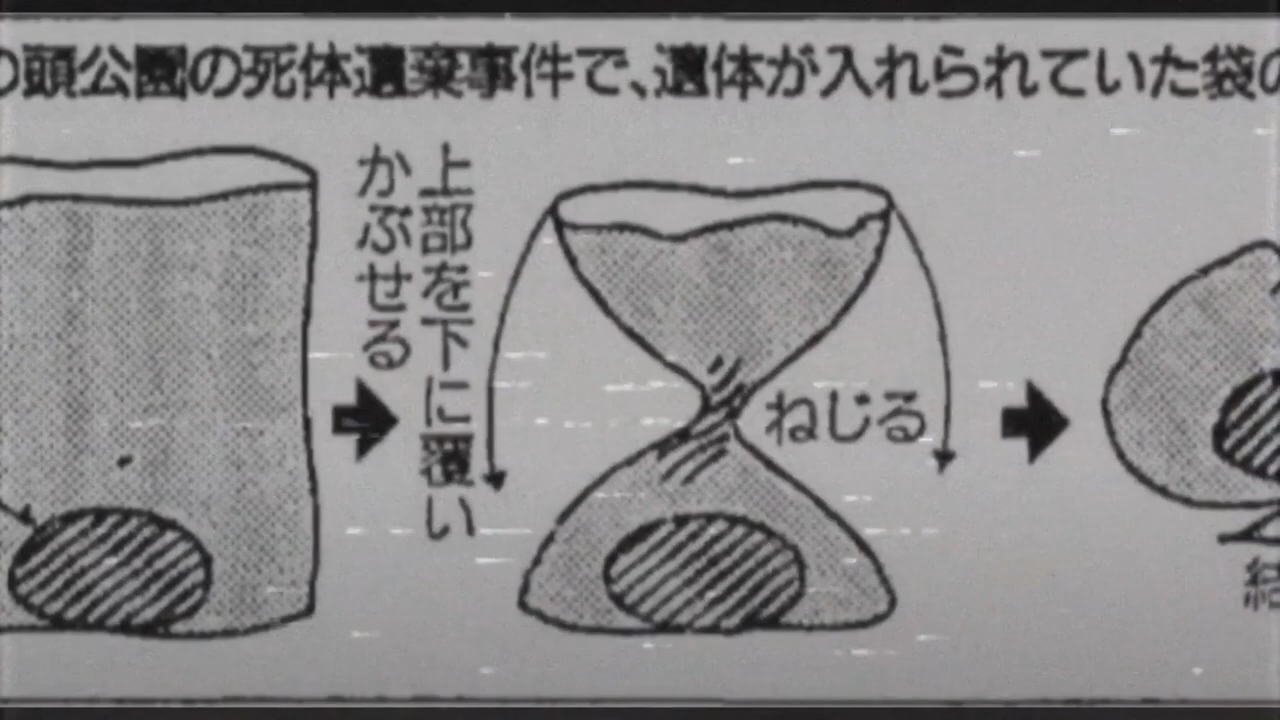 の頭公園の死体遺棄事件で、遺体が入れられていた袋の
上部を下に覆い
かぶせる
ねじる
結